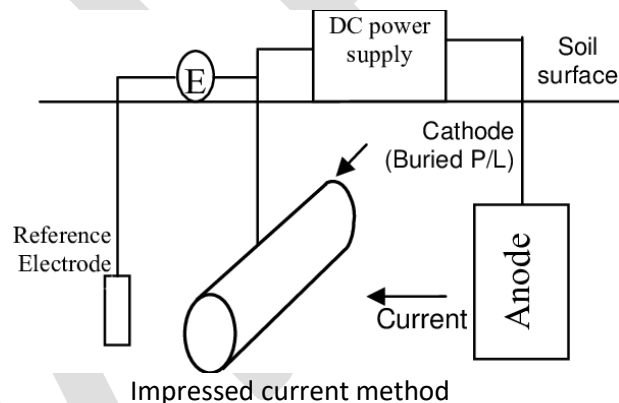 DC power
supply
Soil
surface
E
Cathode
(Buried P/L)
Reference
Electrode
Anode
Current
Impressed current method